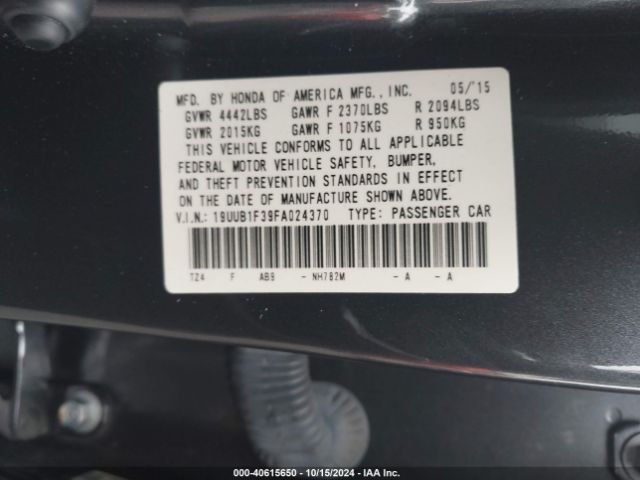 MFD. BY HONDA OF AMERICA MFG., INC. 05/'15
GVWR 4442LBS GAWR F 2370LBS R 2094LBS
GVWR 2015KG GAWR F 1075KG R 950KG
THIS VEHICLE CONFORMS TO ALL APPLICABLE
FEDERAL MOTOR VEHICLE SAFETY, BUMPER,
AND THEFT PREVENTION STANDARDS IN EFFECT
ON THE DATE OF MANUFACTURE SHOWN ABOVE.
V.I.N.: 19UUB1F39FA024370 TYPE: PASSENGER CAR
TZ4 F AB9 - NH782M - A - A
000-40615650 - 10/15/2024 - IAA Inc.